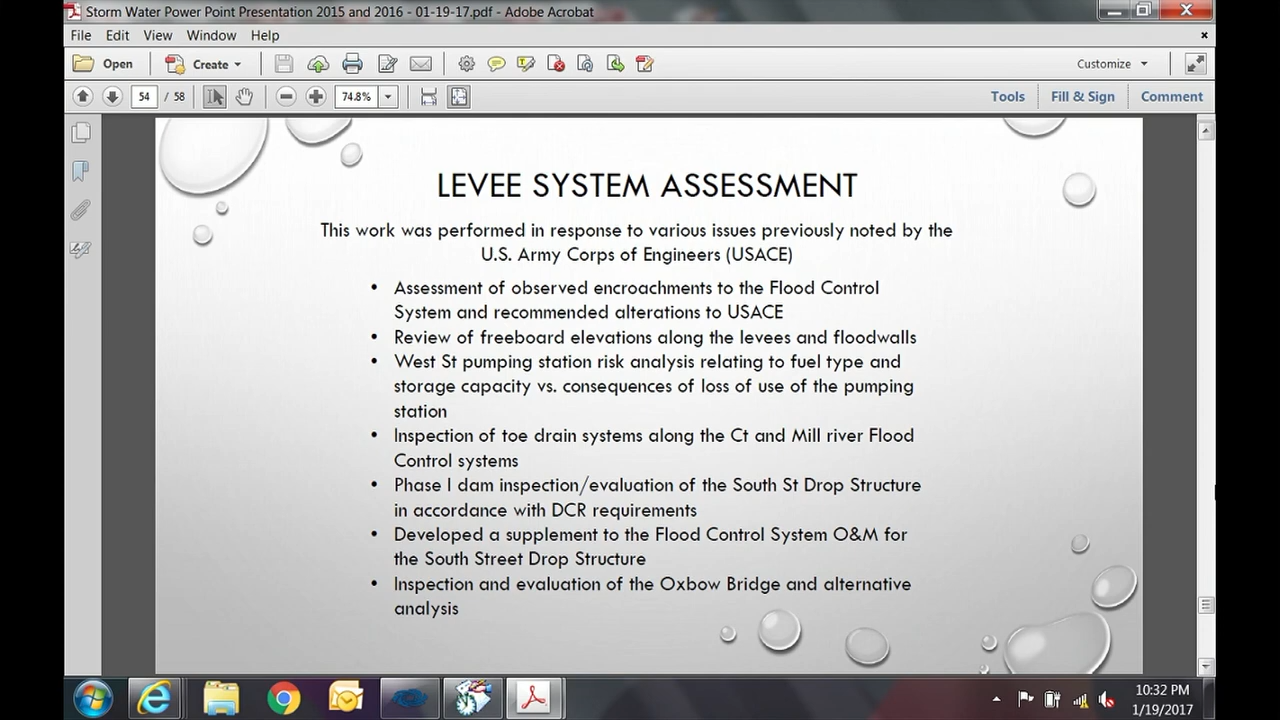 Storm Water Power Point Presentation 2015 and 2016 - 01-19-17.pdf - Adobe Acrobat
File Edit View Window Help
Open Create Customize
54 / 58 74.8% Tools Fill & Sign Comment
LEVEE SYSTEM ASSESSMENT
This work was performed in response to various issues previously noted by the
U.S. Army Corps of Engineers (USACE)
• Assessment of observed encroachments to the Flood Control
System and recommended alterations to USACE
• Review of freeboard elevations along the levees and floodwalls
• West St pumping station risk analysis relating to fuel type and
storage capacity vs. consequences of loss of use of the pumping
station
• Inspection of toe drain systems along the Ct and Mill river Flood
Control systems
• Phase I dam inspection/evaluation of the South St Drop Structure
in accordance with DCR requirements
• Developed a supplement to the Flood Control System O&M for
the South Street Drop Structure
• Inspection and evaluation of the Oxbow Bridge and alternative
analysis
10:32 PM
1/19/2017